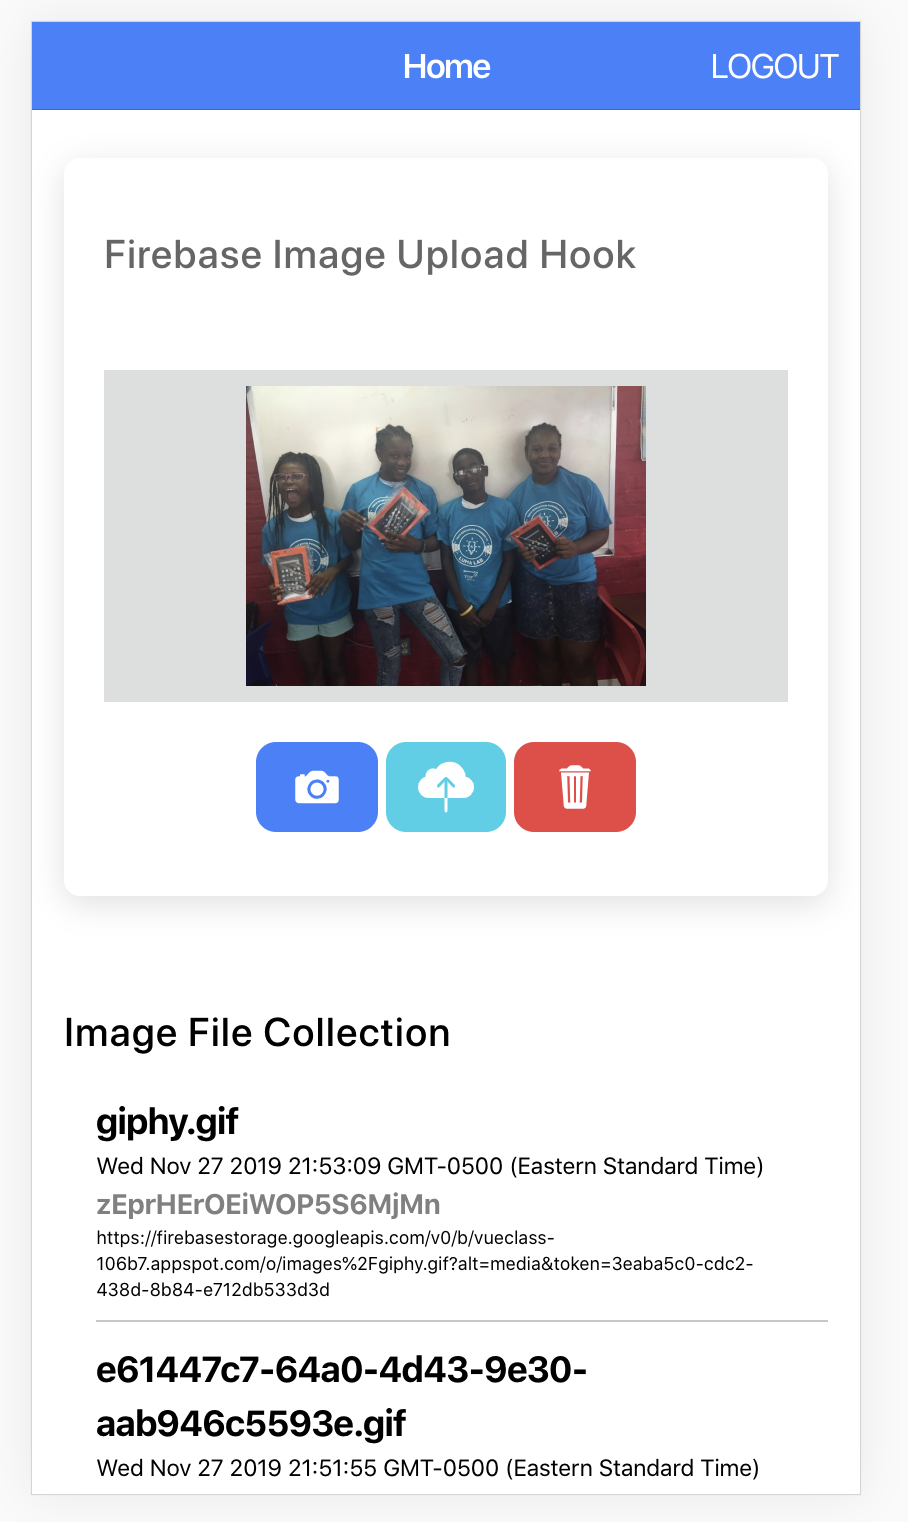 Home
LOGOUT
Firebase Image Upload Hook
LUMA LAB
Image File Collection
giphy.gif
Wed Nov 27 2019 21:53:09 GMT-0500 (Eastern Standard Time)
zEprHErOEiWOP5S6MjMn
https://firebasestorage.googleapis.com/v0/b/vueclass-
106b7.appspot.com/o/images%2Fgiphy.gif?alt=media&token=3eaba5c0-cdc2-
438d-8b84-e712db533d3d
e61447c7-64a0-4d43-9e30-
aab946c5593e.gif
Wed Nov 27 2019 21:51:55 GMT-0500 (Eastern Standard Time)